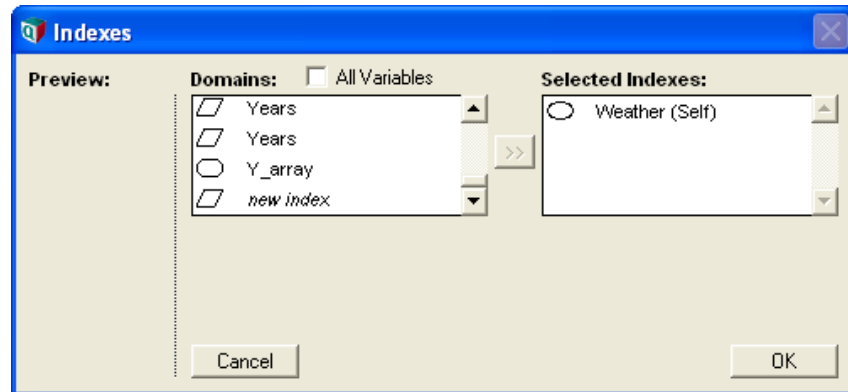 Indexes
Preview:
Domains:
All Variables
Selected Indexes:
Years
Years
Y_array
new index
>>
Weather (Self)
Cancel
OK